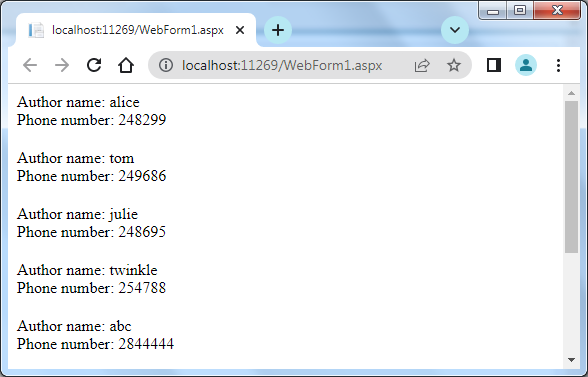 localhost:11269/WebForm1.aspx
localhost:11269/WebForm1.aspx
Author name: alice
Phone number: 248299
Author name: tom
Phone number: 249686
Author name: julie
Phone number: 248695
Author name: twinkle
Phone number: 254788
Author name: abc
Phone number: 2844444